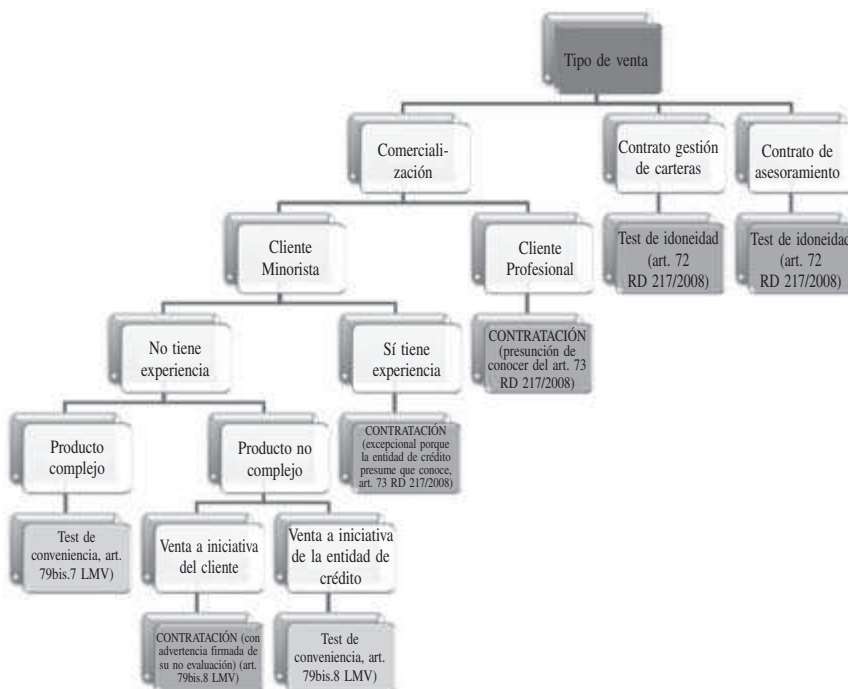 Tipo de venta
Comerciali-
zación
Contrato gestión
de carteras
Contrato de
asesoramiento
Cliente
Minorista
Cliente
Profesional
Test de idoneidad
(art. 72
RD 217/2008)
Test de idoneidad
(art. 72
RD 217/2008)
No tiene
experiencia
Sí tiene
experiencia
CONTRATACIÓN
(presunción de
conocer del art. 73
RD 217/2008)
Producto
complejo
Producto no
complejo
CONTRATACIÓN
(excepcional porque
la entidad de crédito
presume que conoce,
art. 73 RD 217/2008)
Test de
conveniencia, art.
79bis.7 LMV)
Venta a iniciativa
del cliente
Venta a iniciativa
de la entidad de
crédito
CONTRATACIÓN (con
advertencia firmada de
su no evaluación) (art.
79bis.8 LMV)
Test de
conveniencia, art.
79bis.8 LMV)